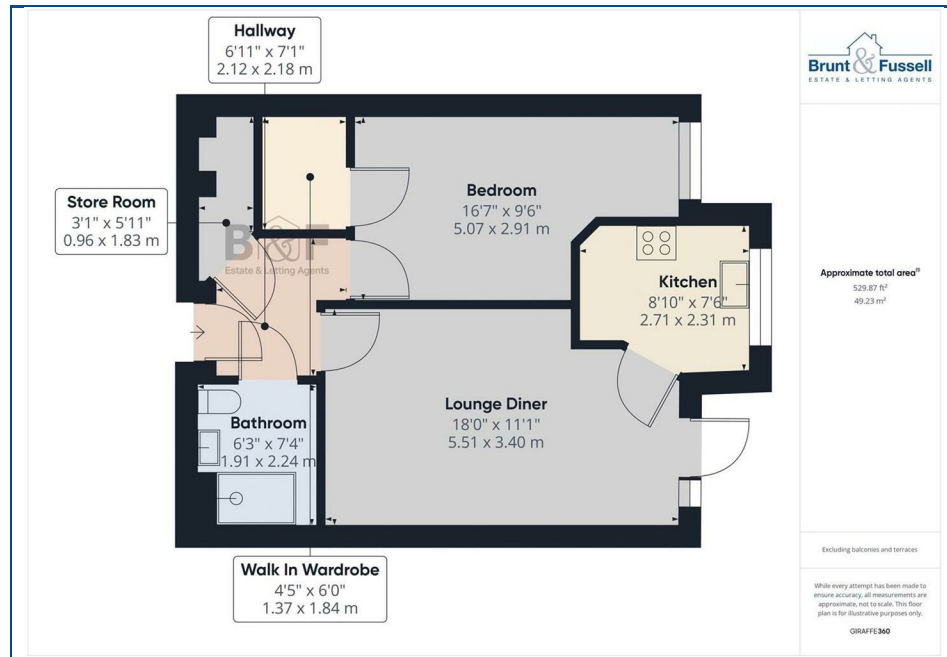 Hallway
6'11" x 7'1"
2.12 x 2.18 m
Brunt & Fussell
ESTATE & LETTING AGENTS
Store Room
3'1" x 5'11"
0.96 x 1.83 m
Bedroom
16'7" x 9'6"
5.07 x 2.91 m
B&F
Estate & Letting Agents
Kitchen
8'10" x 7'6"
2.71 x 2.31 m
Approximate total area⁽¹⁾
529.87 ft²
49.23 m²
Lounge Diner
18'0" x 11'1"
5.51 x 3.40 m
Bathroom
6'3" x 7'4"
1.91 x 2.24 m
Walk In Wardrobe
4'5" x 6'0"
1.37 x 1.84 m
Excluding balconies and terraces
While every attempt has been made to
ensure accuracy, all measurements are
approximate, not to scale. This floor
plan is for illustrative purposes only.
GIRAFFE360